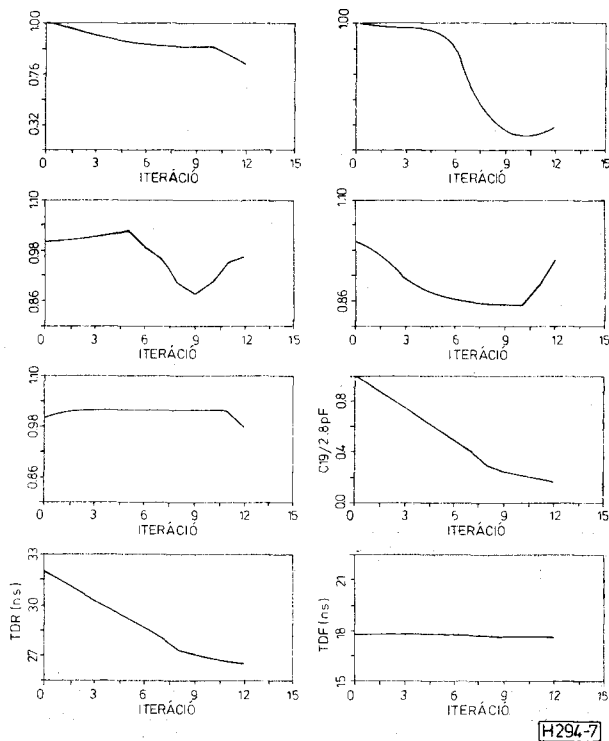 1.00
0.76
0.32
0 3 6 9 12 15
ITERÁCIÓ
1.00
0 3 6 9 12 15
ITERÁCIÓ
1.10
0.98
0.86
0 3 6 9 12 15
ITERÁCIÓ
1.10
0.86
0 3 6 9 12 15
ITERÁCIÓ
1.10
0.98
0.86
0 3 6 9 12 15
ITERÁCIÓ
C19/2.8pF
0.8
0.4
0.0
0 3 6 9 12 15
ITERÁCIÓ
TDR (ns)
33
30
27
0 3 6 9 12 15
ITERÁCIÓ
TDF (ns)
21
18
15
0 3 6 9 12 15
ITERÁCIÓ
H294-7